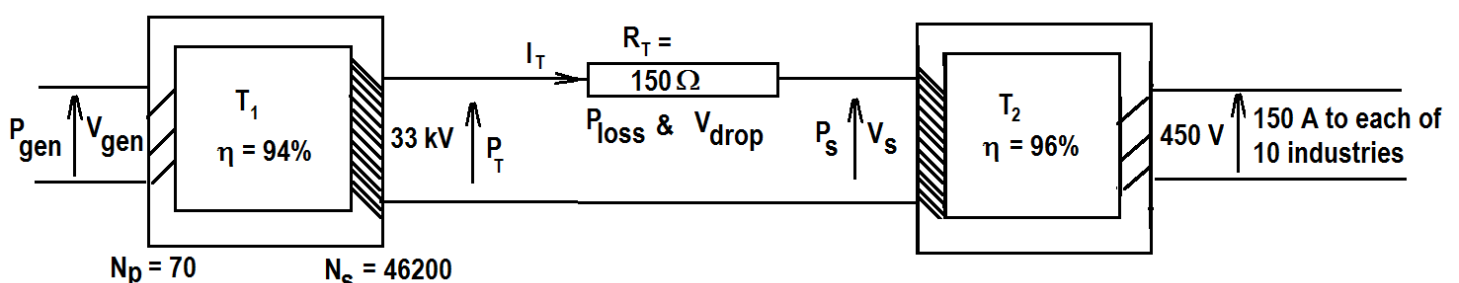 P_gen
V_gen
T_1
η = 94%
N_p = 70
N_s = 46200
33 kV
P_T
I_T
R_T =
150 Ω
P_loss & V_drop
P_s
V_s
T_2
η = 96%
450 V
150 A to each of
10 industries